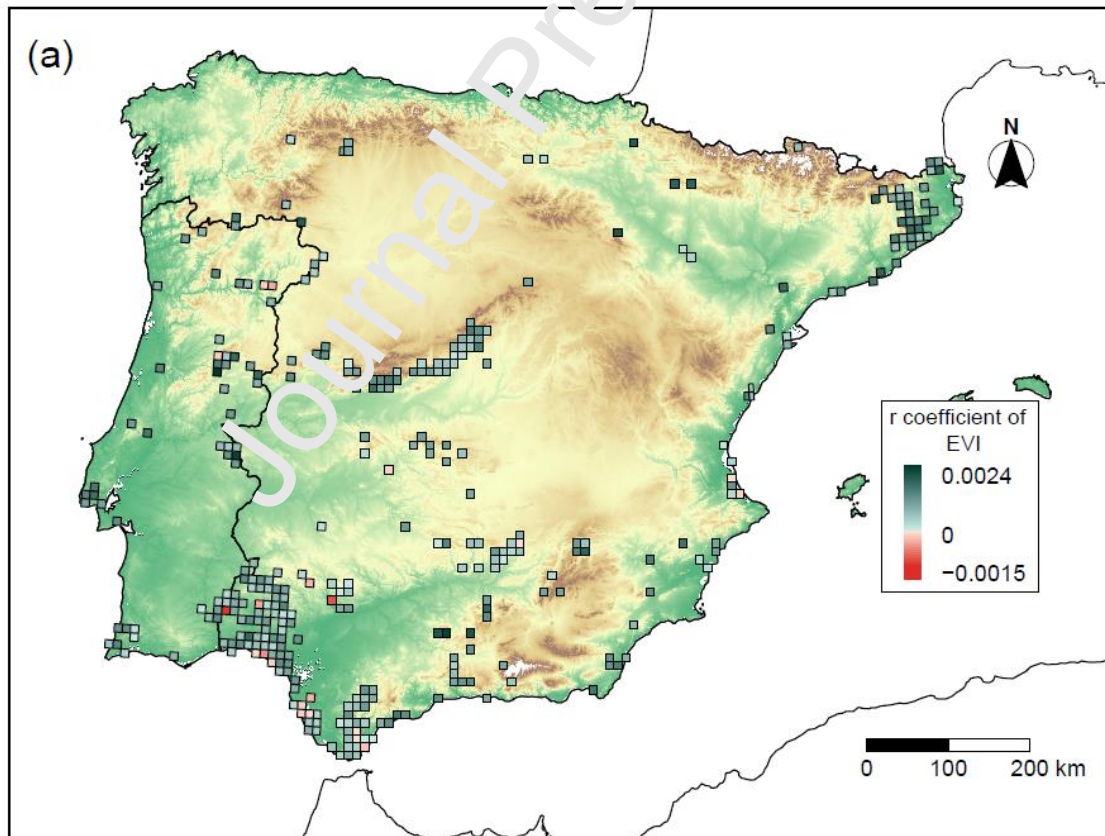 (a)
Journal Pre
N
r coefficient of
EVI
0.0024
0
−0.0015
0 100 200 km